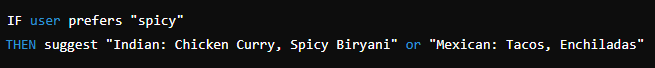 IF user prefers "spicy"
THEN suggest "Indian: Chicken Curry, Spicy Biryani" or "Mexican: Tacos, Enchiladas"